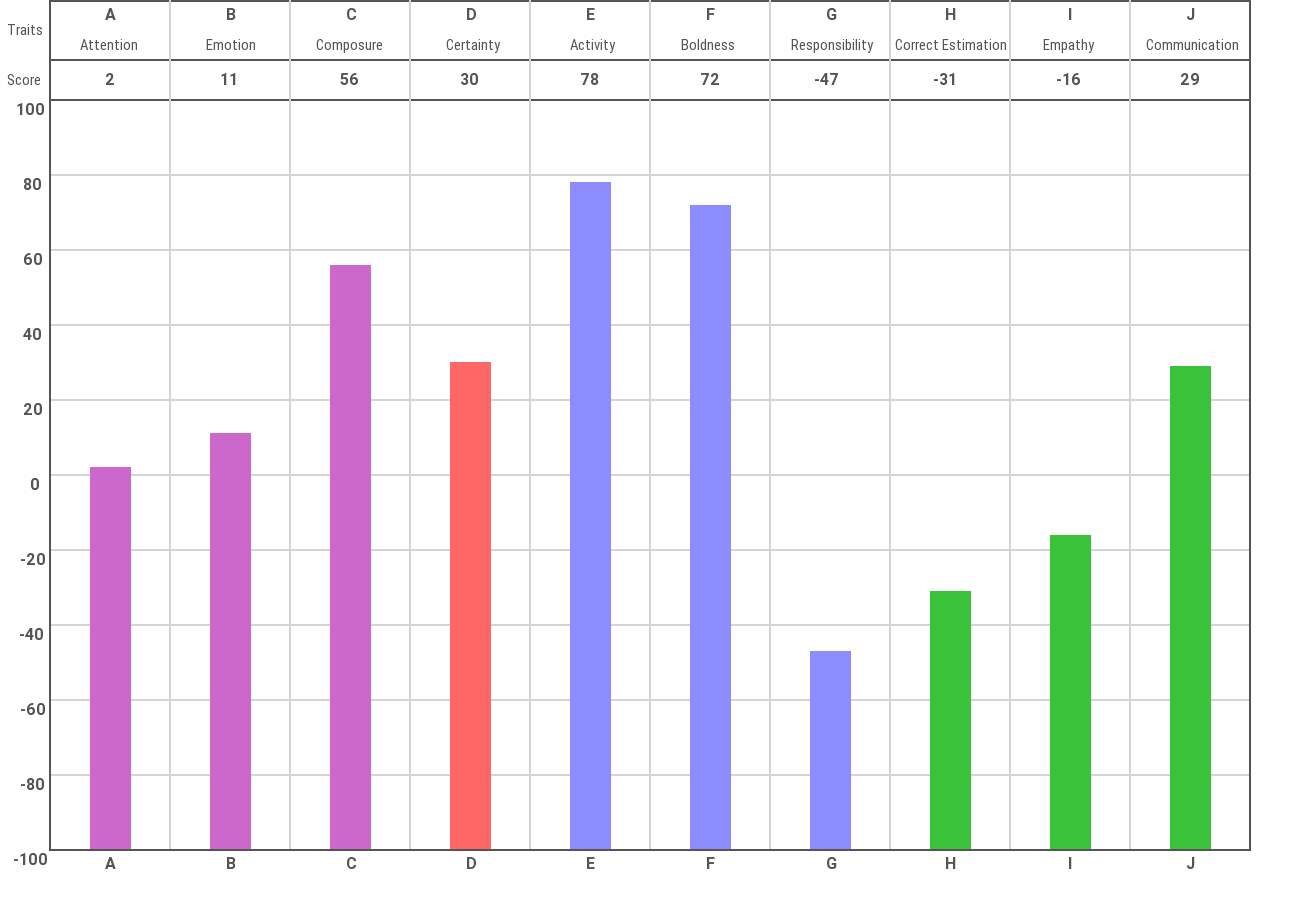 A B C D E F G H I J
Traits
Attention Emotion Composure Certainty Activity Boldness Responsibility Correct Estimation Empathy Communication
Score 2 11 56 30 78 72 -47 -31 -16 29
100
80
60
40
20
0
-20
-40
-60
-80
-100
A B C D E F G H I J